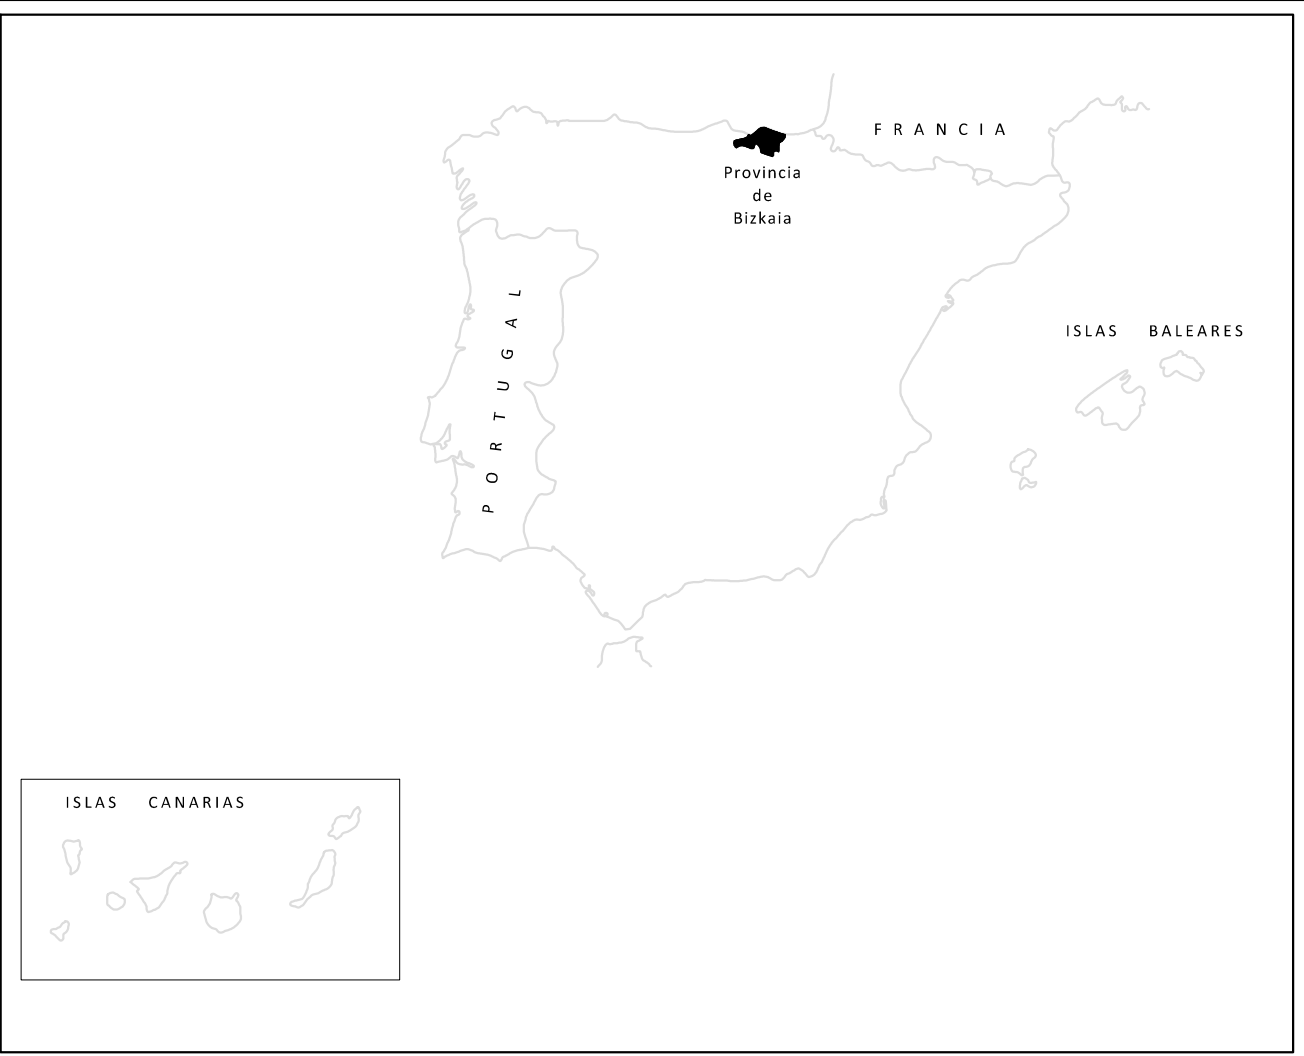 FRANCIA
Provincia
de
Bizkaia
PORTUGAL
ISLAS BALEARES
ISLAS CANARIAS